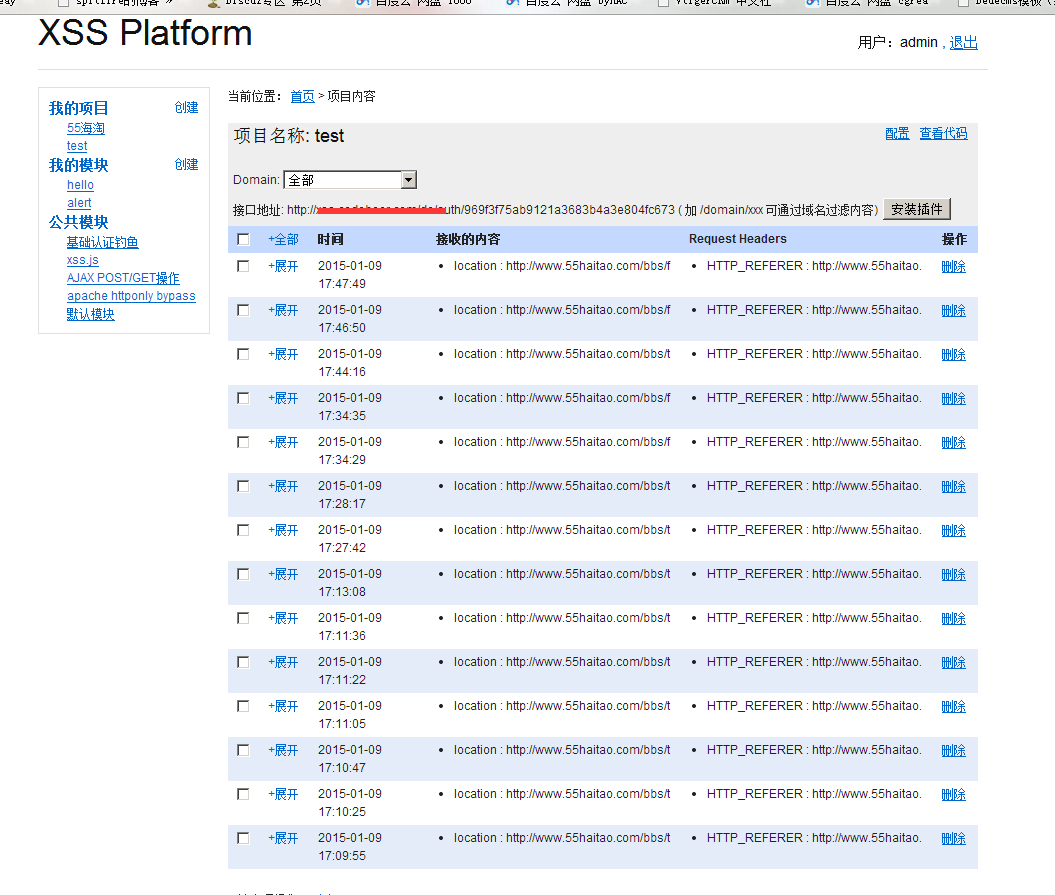 XSS Platform
用户：admin , 退出
我的项目 创建
55海淘
test
我的模块 创建
hello
alert
公共模块
基础认证钓鱼
xss.js
AJAX POST/GET操作
apache httponly bypass
默认模块
当前位置： 首页 > 项目内容
项目名称: test 配置 查看代码
Domain: 全部
接口地址: http:// uth/969f3f75ab9121a3683b4a3e804fc673 ( 加 /domain/xxx 可通过域名过滤内容) 安装插件
+全部 时间 接收的内容 Request Headers 操作
+展开 2015-01-09 17:47:49 • location : http://www.55haitao.com/bbs/f • HTTP_REFERER : http://www.55haitao. 删除
+展开 2015-01-09 17:46:50 • location : http://www.55haitao.com/bbs/f • HTTP_REFERER : http://www.55haitao. 删除
+展开 2015-01-09 17:44:16 • location : http://www.55haitao.com/bbs/t • HTTP_REFERER : http://www.55haitao. 删除
+展开 2015-01-09 17:34:35 • location : http://www.55haitao.com/bbs/f • HTTP_REFERER : http://www.55haitao. 删除
+展开 2015-01-09 17:34:29 • location : http://www.55haitao.com/bbs/f • HTTP_REFERER : http://www.55haitao. 删除
+展开 2015-01-09 17:28:17 • location : http://www.55haitao.com/bbs/t • HTTP_REFERER : http://www.55haitao. 删除
+展开 2015-01-09 17:27:42 • location : http://www.55haitao.com/bbs/t • HTTP_REFERER : http://www.55haitao. 删除
+展开 2015-01-09 17:13:08 • location : http://www.55haitao.com/bbs/t • HTTP_REFERER : http://www.55haitao. 删除
+展开 2015-01-09 17:11:36 • location : http://www.55haitao.com/bbs/t • HTTP_REFERER : http://www.55haitao. 删除
+展开 2015-01-09 17:11:22 • location : http://www.55haitao.com/bbs/t • HTTP_REFERER : http://www.55haitao. 删除
+展开 2015-01-09 17:11:05 • location : http://www.55haitao.com/bbs/t • HTTP_REFERER : http://www.55haitao. 删除
+展开 2015-01-09 17:10:47 • location : http://www.55haitao.com/bbs/t • HTTP_REFERER : http://www.55haitao. 删除
+展开 2015-01-09 17:10:25 • location : http://www.55haitao.com/bbs/t • HTTP_REFERER : http://www.55haitao. 删除
+展开 2015-01-09 17:09:55 • location : http://www.55haitao.com/bbs/t • HTTP_REFERER : http://www.55haitao. 删除